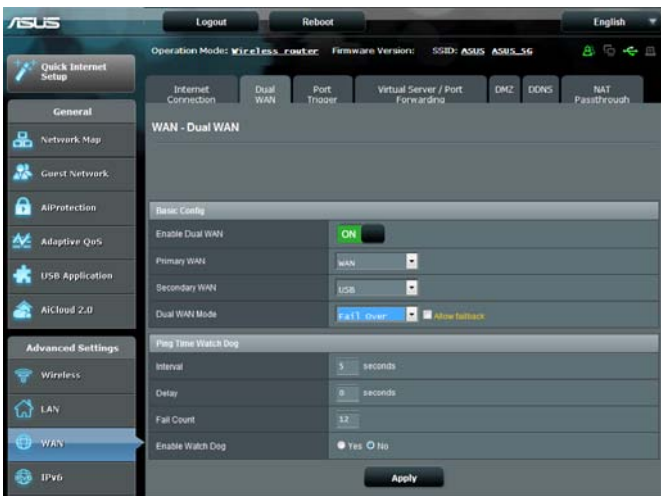 ASUS
Logout
Reboot
English
Operation Mode: Wireless router Firmware Version: SSID: ASUS ASUS_5G
Quick Internet
Setup
Internet
Connection
Dual
WAN
Port
Trigger
Virtual Server / Port
Forwarding
DMZ
DDNS
NAT
Passthrough
General
Network Map
Guest Network
AiProtection
Adaptive QoS
USB Application
AiCloud 2.0
Advanced Settings
Wireless
LAN
WAN
IPv6
WAN - Dual WAN
Basic Config
Enable Dual WAN ON
Primary WAN WAN
Secondary WAN USB
Dual WAN Mode Fail Over Allow failback
Ping Time Watch Dog
Interval 5 seconds
Delay 0 seconds
Fail Count 12
Enable Watch Dog Yes No
Apply